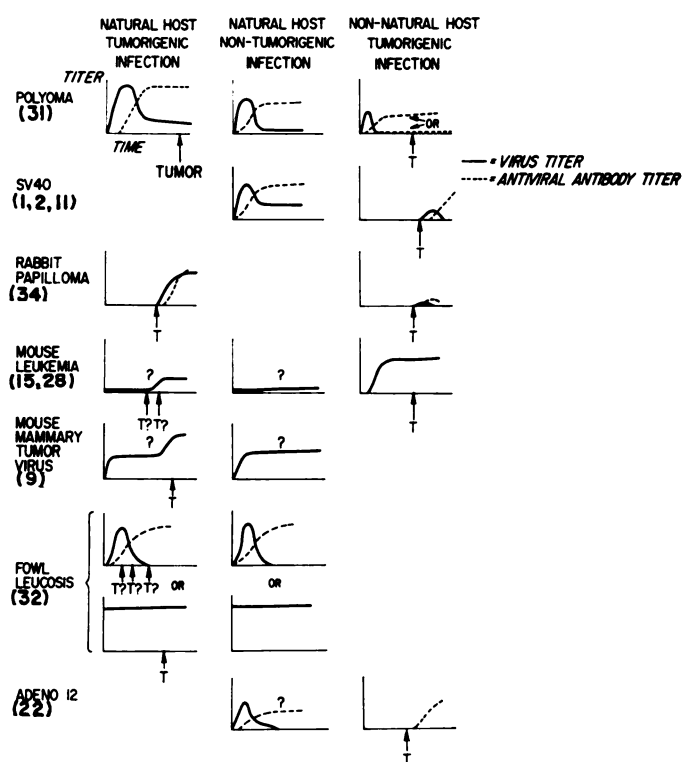 NATURAL HOST
TUMORIGENIC
INFECTION
NATURAL HOST
NON-TUMORIGENIC
INFECTION
NON-NATURAL HOST
TUMORIGENIC
INFECTION
TITER
POLYOMA
(31)
TIME
TUMOR
OR
T
= VIRUS TITER
= ANTIVIRAL ANTIBODY TITER
SV40
(1,2,11)
T
RABBIT
PAPILLOMA
(34)
T
T
MOUSE
LEUKEMIA
(15,28)
?
T? T?
?
T
MOUSE
MAMMARY
TUMOR
VIRUS
(9)
?
T
?
FOWL
LEUCOSIS
(32)
T? T? T? OR
OR
T
ADENO 12
(22)
?
T